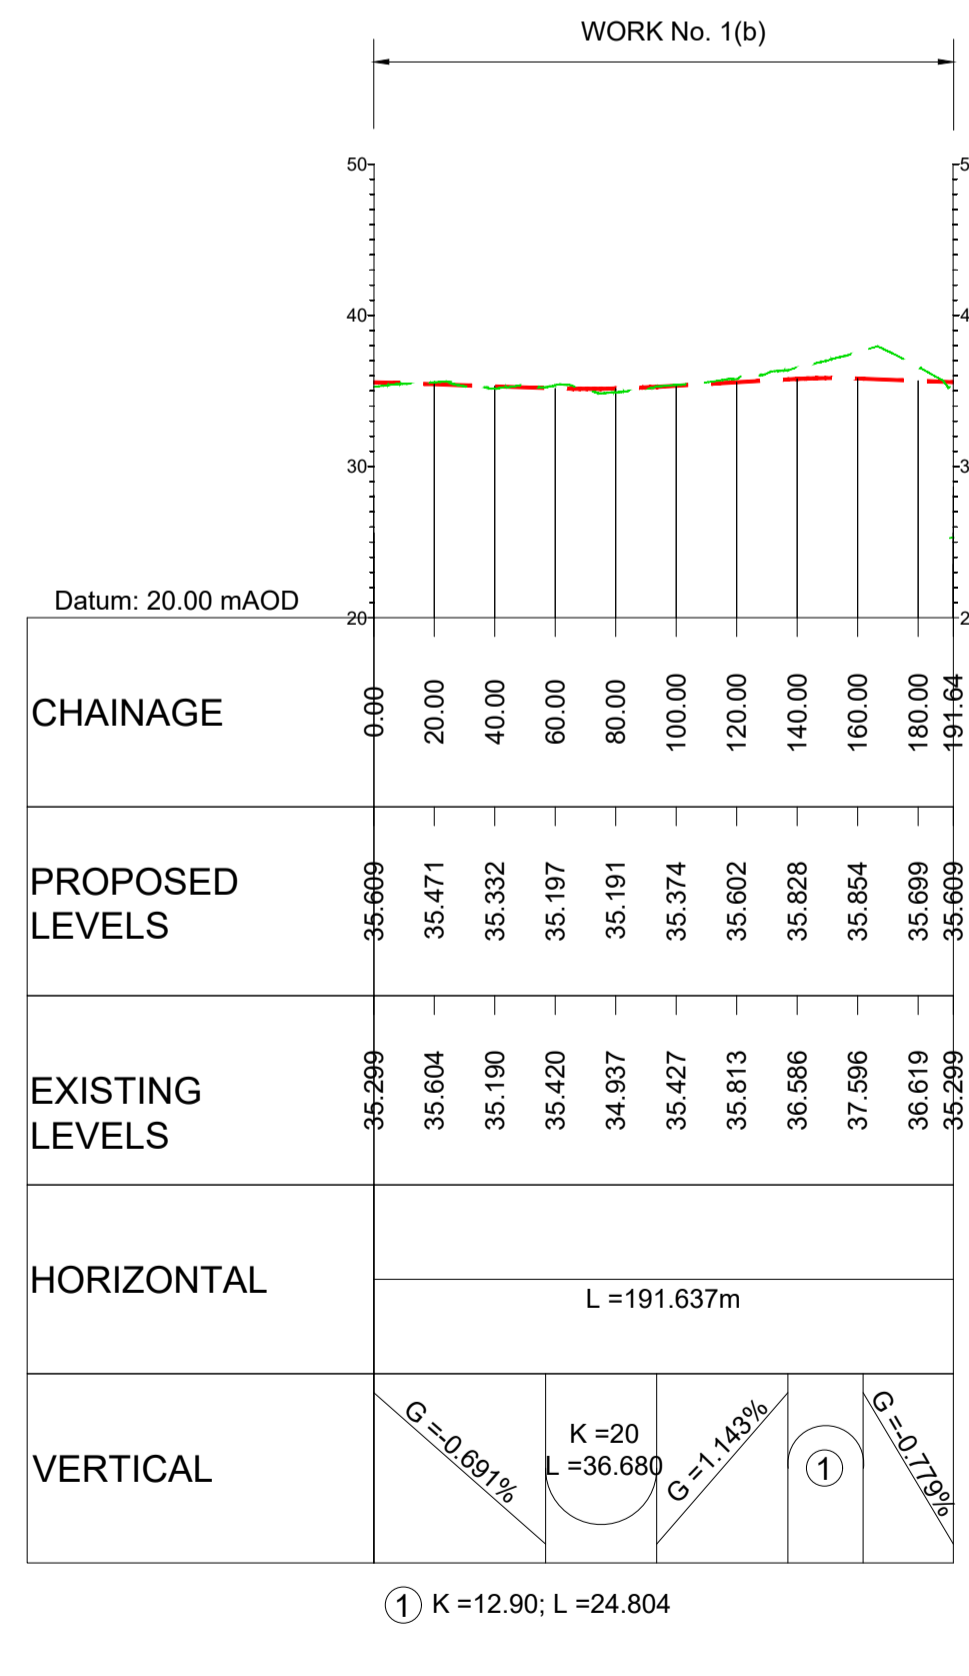 WORK No. 1(b)
50
40
30
20
5
4
3
2
Datum: 20.00 mAOD
CHAINAGE
0.00 20.00 40.00 60.00 80.00 100.00 120.00 140.00 160.00 180.00 191.64
PROPOSED
LEVELS
35.609 35.471 35.332 35.197 35.191 35.374 35.602 35.828 35.854 35.699 35.609
EXISTING
LEVELS
35.299 35.604 35.190 35.420 34.937 35.427 35.813 36.586 37.596 36.619 35.299
HORIZONTAL
L =191.637m
VERTICAL
G =-0.691%
K =20
L =36.680
G =1.143%
1
G =-0.779%
1 K =12.90; L =24.804